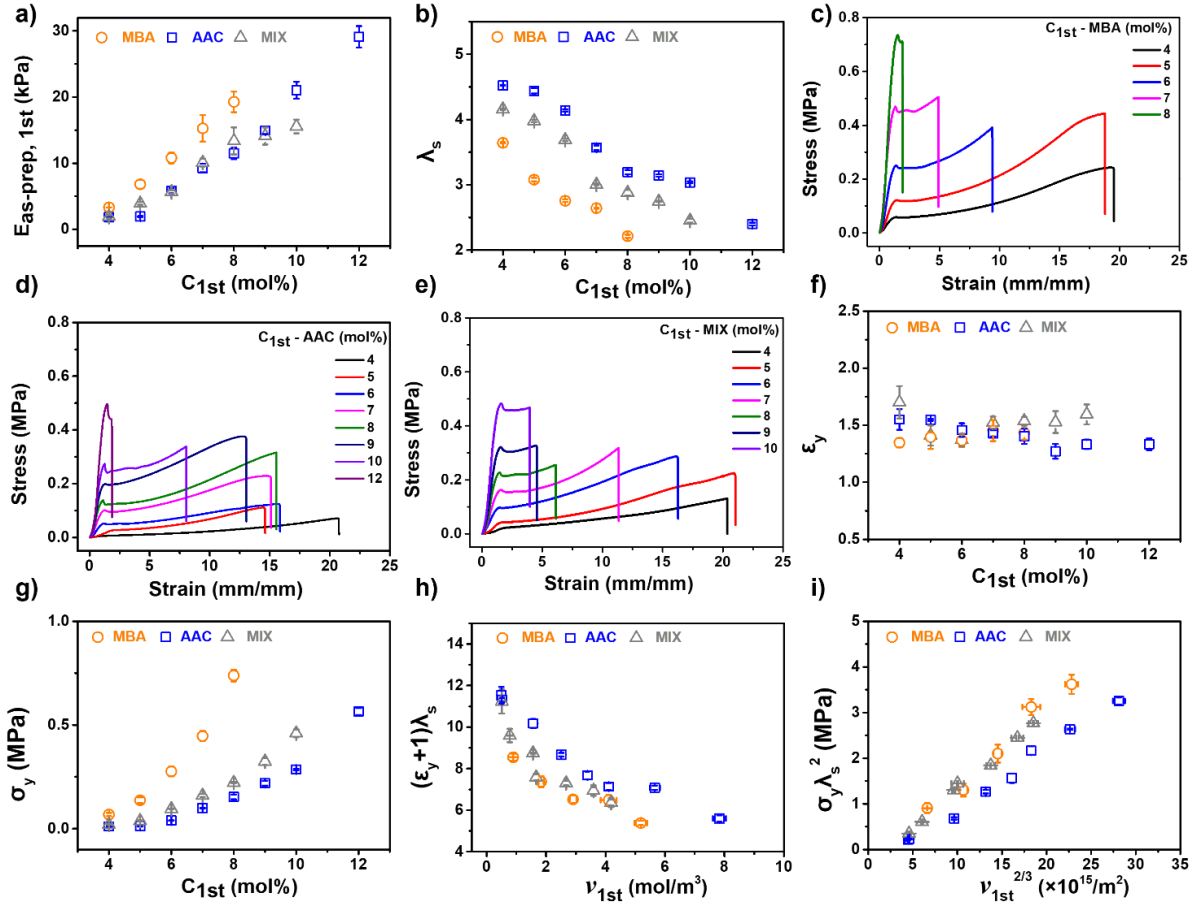 a)
Eas-prep, 1st (kPa)
30
20
10
0
MBA AAC MIX
4 6 8 10 12
C1st (mol%)
b)
λs
5
4
3
2
MBA AAC MIX
4 6 8 10 12
C1st (mol%)
c)
Stress (MPa)
0.8
0.6
0.4
0.2
0.0
C1st - MBA (mol%)
4
5
6
7
8
0 5 10 15 20 25
Strain (mm/mm)
d)
Stress (MPa)
0.8
0.6
0.4
0.2
0.0
C1st - AAC (mol%)
4
5
6
7
8
9
10
12
0 5 10 15 20 25
Strain (mm/mm)
e)
Stress (MPa)
0.8
0.6
0.4
0.2
0.0
C1st - MIX (mol%)
4
5
6
7
8
9
10
0 5 10 15 20 25
Strain (mm/mm)
f)
εy
2.5
2.0
1.5
1.0
0.5
MBA AAC MIX
4 6 8 10 12
C1st (mol%)
g)
σy (MPa)
1.0
0.5
0.0
MBA AAC MIX
4 6 8 10 12
C1st (mol%)
h)
(εy+1)λs
14
12
10
8
6
4
2
MBA AAC MIX
0 2 4 6 8 10
ν1st (mol/m³)
i)
σyλs²
5
4
3
2
1
0
MBA AAC MIX
0 5 10 15 20 25 30 35
ν1st^2/3 (×10^15/m²)